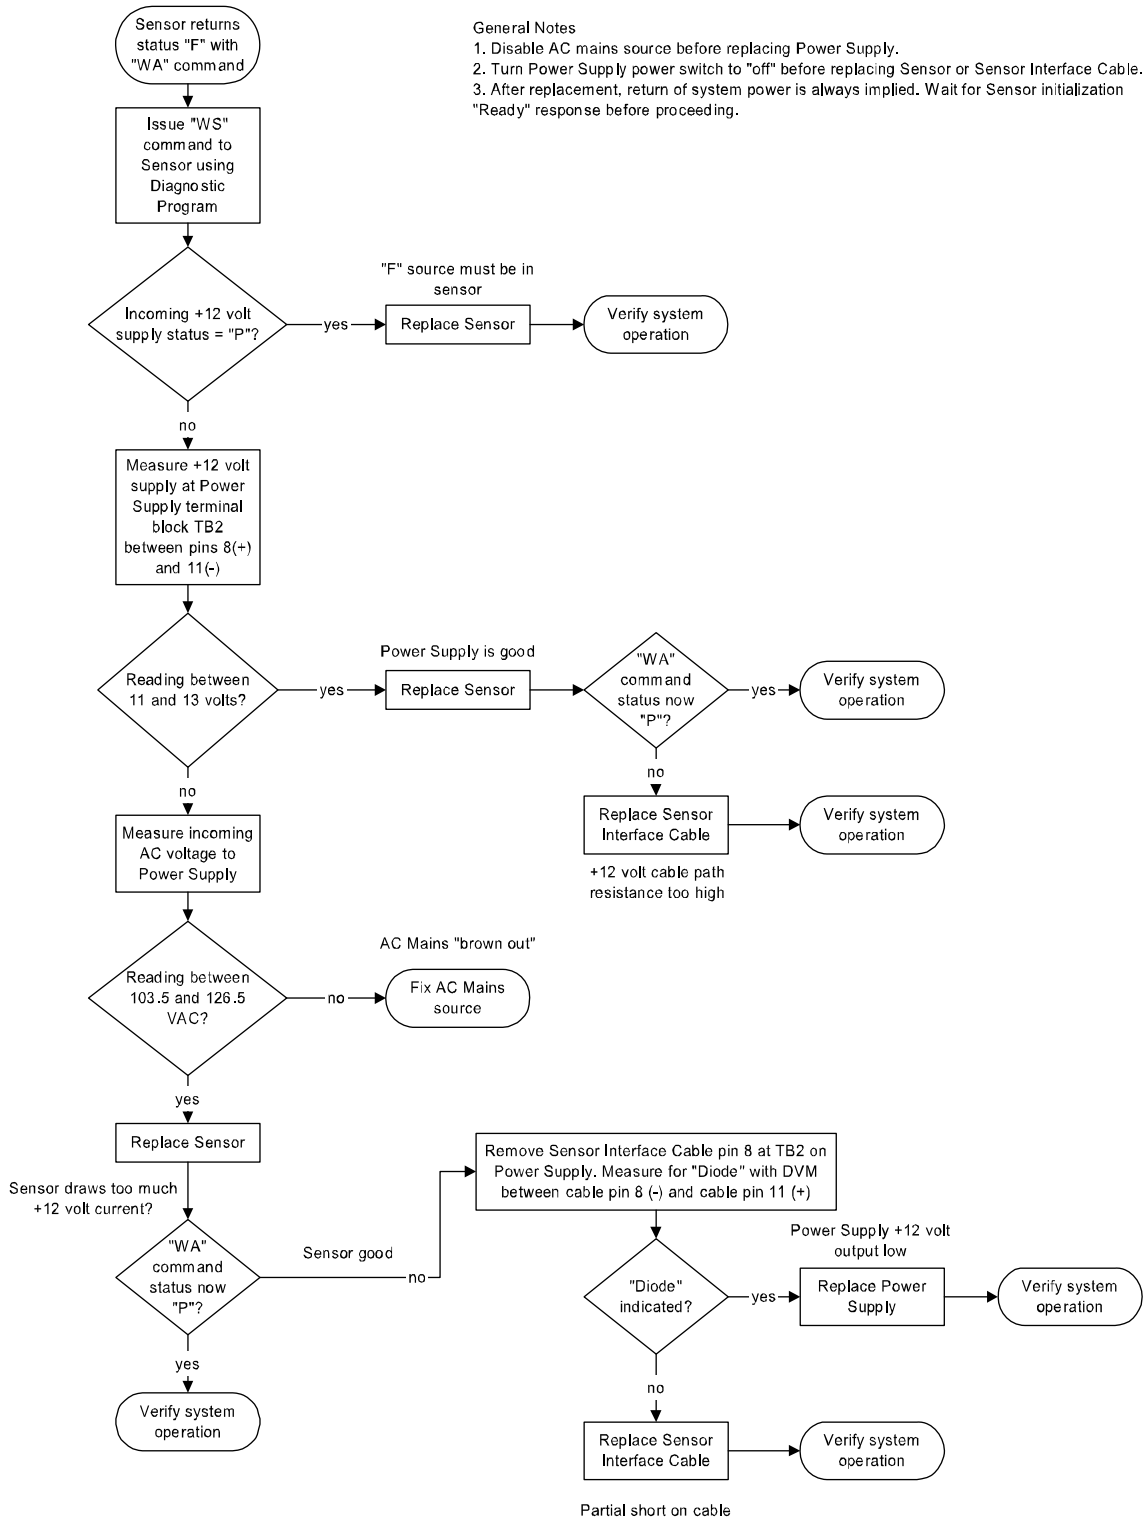 Sensor returns
status "F" with
"WA" command
General Notes
1. Disable AC mains source before replacing Power Supply.
2. Turn Power Supply power switch to "off" before replacing Sensor or Sensor Interface Cable.
3. After replacement, return of system power is always implied. Wait for Sensor initialization
"Ready" response before proceeding.
Issue "WS"
command to
Sensor using
Diagnostic
Program
Incoming +12 volt
supply status = "P"?
yes
"F" source must be in
sensor
Replace Sensor
Verify system
operation
no
Measure +12 volt
supply at Power
Supply terminal
block TB2
between pins 8(+)
and 11(-)
Reading between
11 and 13 volts?
yes
Power Supply is good
Replace Sensor
"WA"
command
status now
"P"?
yes
Verify system
operation
no
Replace Sensor
Interface Cable
Verify system
operation
+12 volt cable path
resistance too high
no
Measure incoming
AC voltage to
Power Supply
Reading between
103.5 and 126.5
VAC?
no
AC Mains "brown out"
Fix AC Mains
source
yes
Replace Sensor
Sensor draws too much
+12 volt current?
"WA"
command
status now
"P"?
Sensor good
no
yes
Verify system
operation
Remove Sensor Interface Cable pin 8 at TB2 on
Power Supply. Measure for "Diode" with DVM
between cable pin 8 (-) and cable pin 11 (+)
"Diode"
indicated?
yes
Power Supply +12 volt
output low
Replace Power
Supply
Verify system
operation
no
Replace Sensor
Interface Cable
Verify system
operation
Partial short on cable